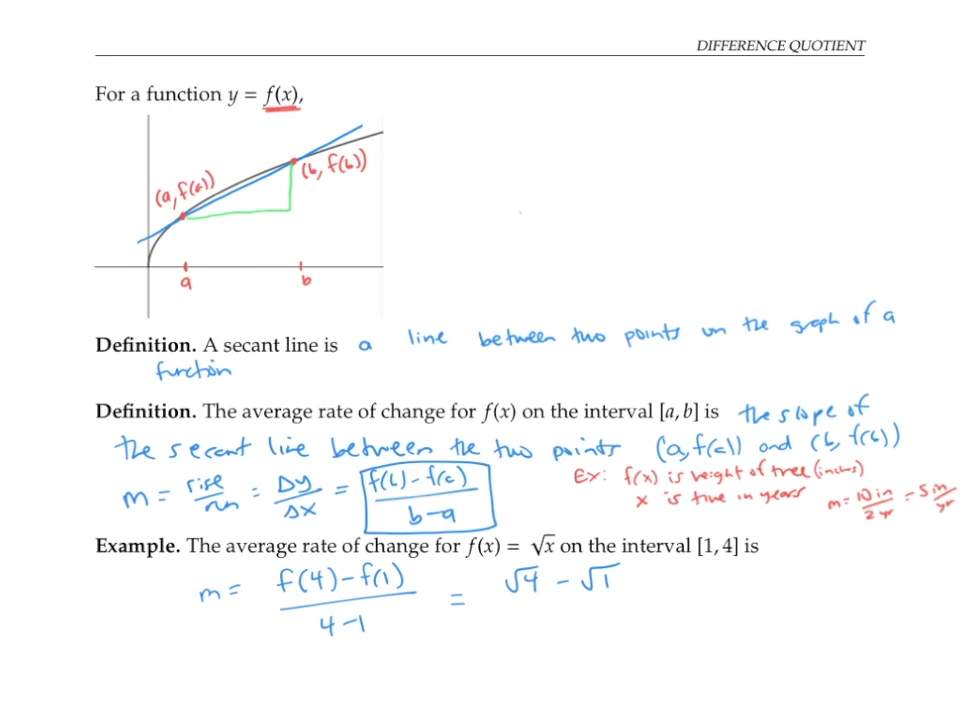 DIFFERENCE QUOTIENT
For a function y = f(x),
(a, f(a))
(b, f(b))
a
b
Definition. A secant line is a line between two points on the graph of a
function
Definition. The average rate of change for f(x) on the interval [a, b] is the slope of
the secant line between the two points (a, f(a)) and (b, f(b))
m = rise/run = Δy/Δx = f(b) - f(a) / b - a
Ex: f(x) is height of tree (inches)
x is time in years m = 10 in/2 yr = 5 in/yr
Example. The average rate of change for f(x) = √x on the interval [1, 4] is
m = f(4) - f(1) / 4 - 1 = √4 - √1